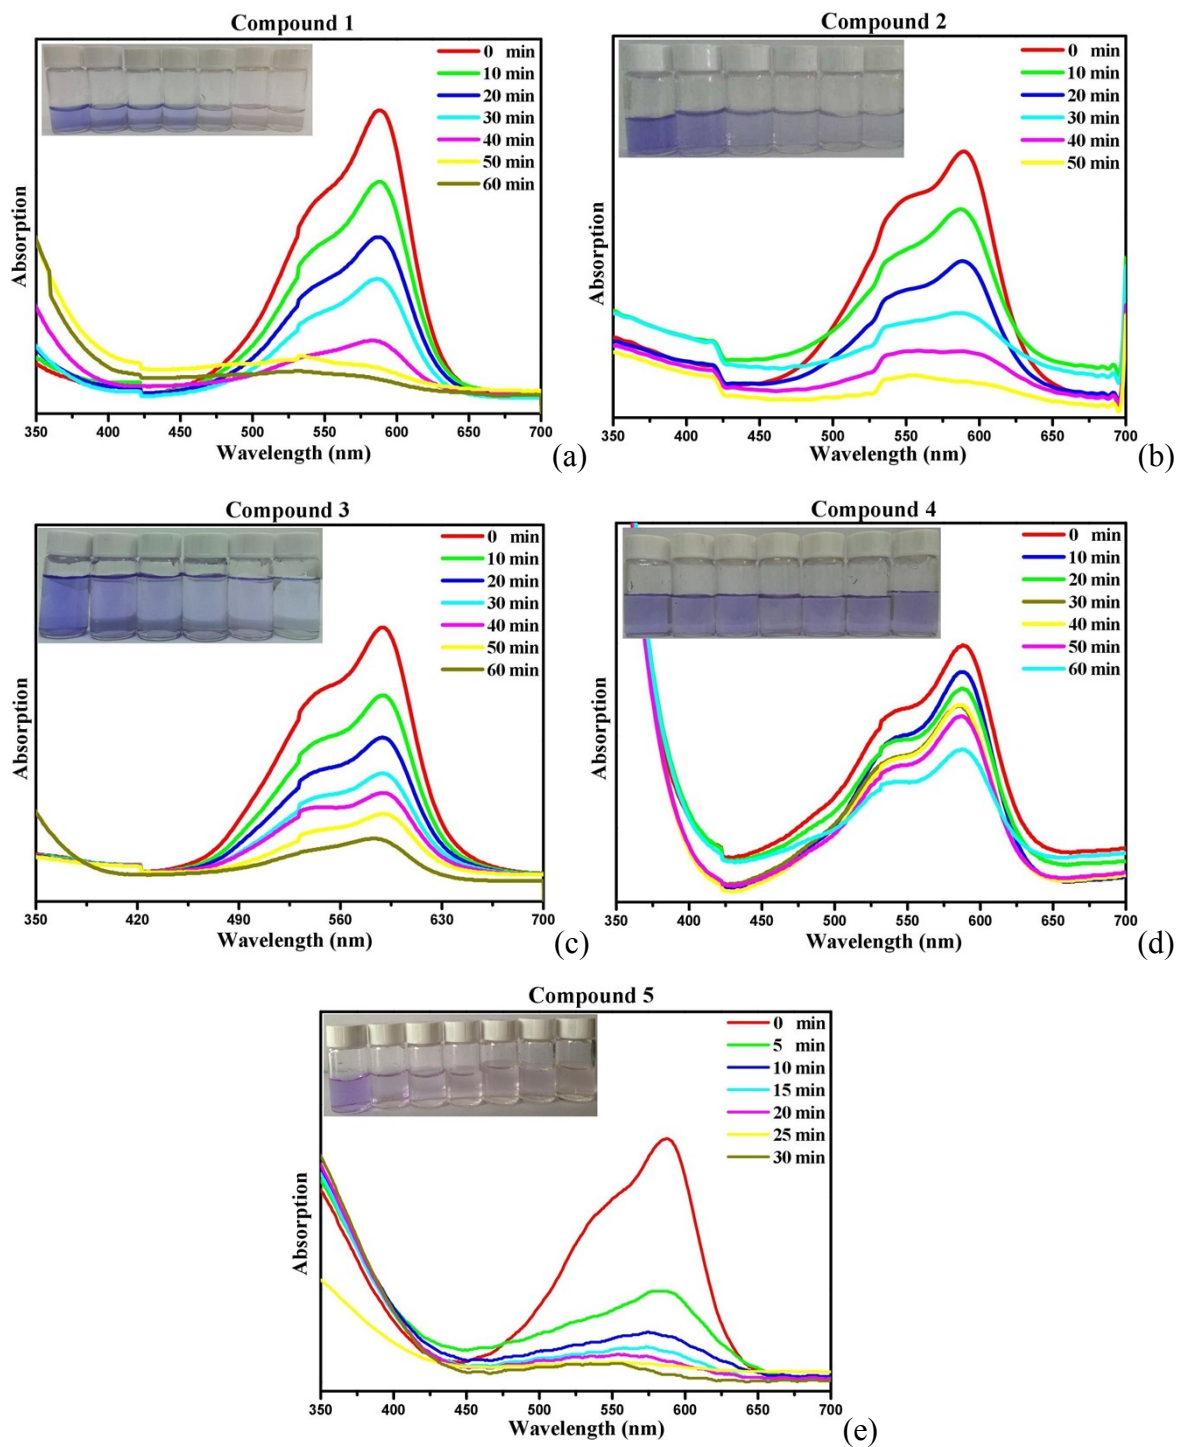 Compound 1
0 min
10 min
20 min
30 min
40 min
50 min
60 min
Absorption
350 400 450 500 550 600 650 700
Wavelength (nm)
(a)
Compound 2
0 min
10 min
20 min
30 min
40 min
50 min
Absorption
350 400 450 500 550 600 650 700
Wavelength (nm)
(b)
Compound 3
0 min
10 min
20 min
30 min
40 min
50 min
60 min
Absorption
350 420 490 560 630 700
Wavelength (nm)
(c)
Compound 4
0 min
10 min
20 min
30 min
40 min
50 min
60 min
Absorption
350 400 450 500 550 600 650 700
Wavelength (nm)
(d)
Compound 5
0 min
5 min
10 min
15 min
20 min
25 min
30 min
Absorption
350 400 450 500 550 600 650 700
Wavelength (nm)
(e)